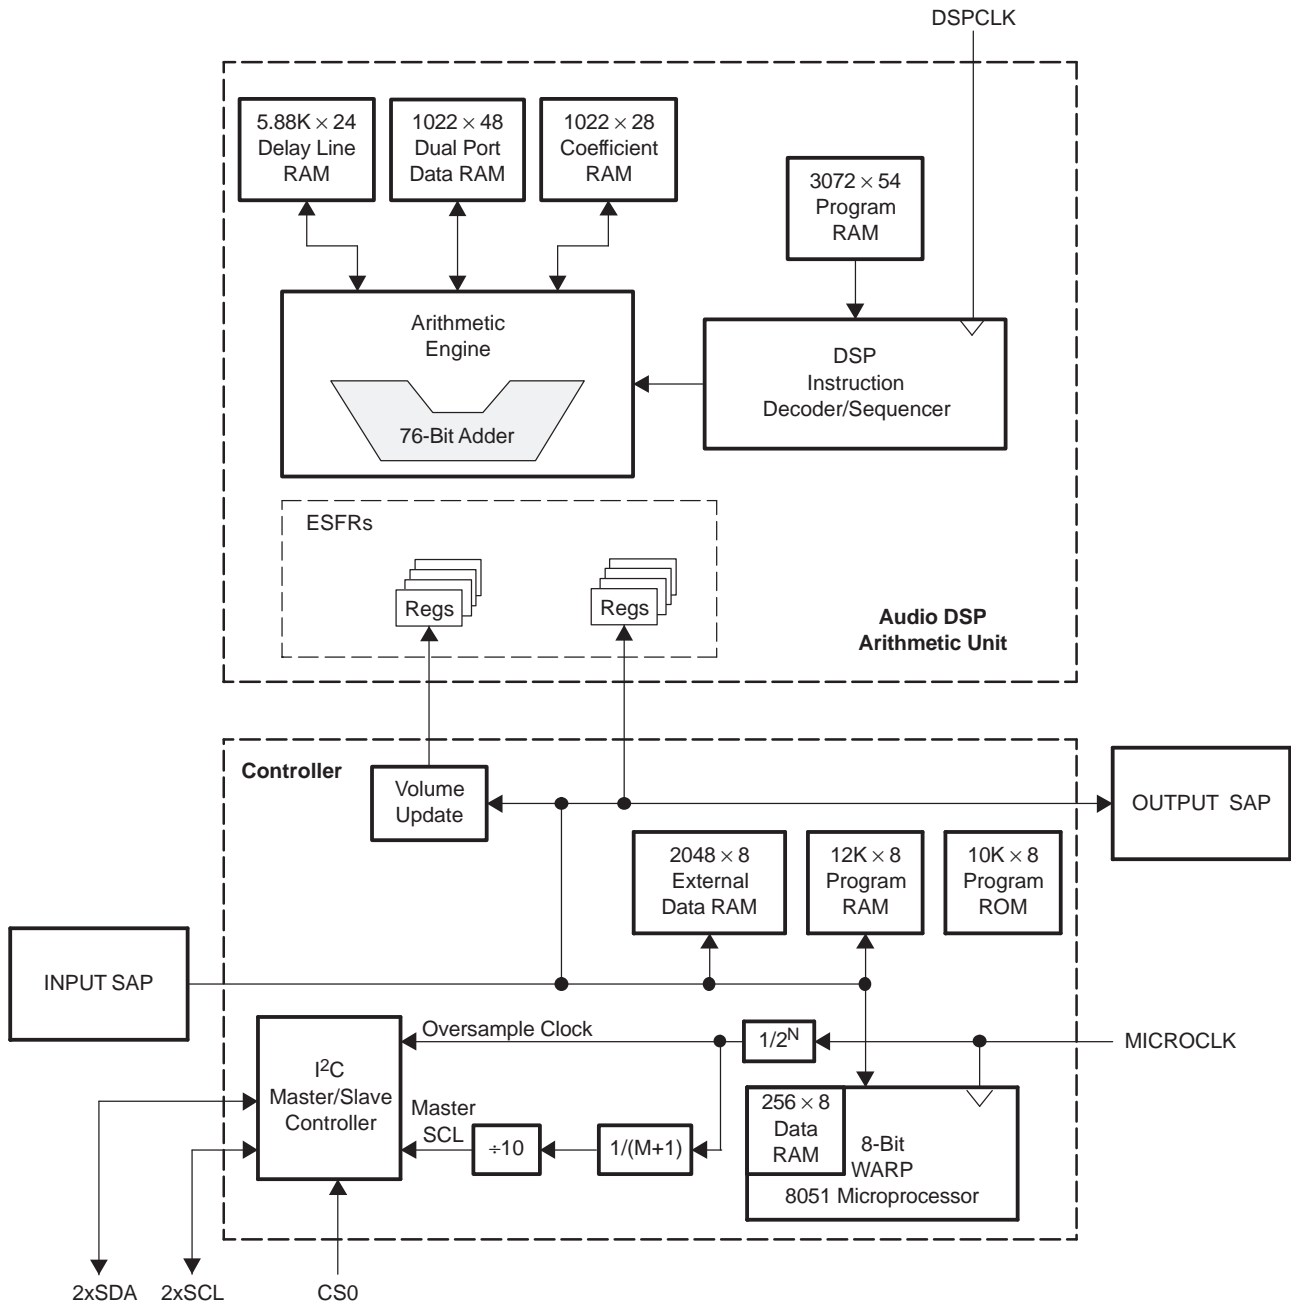 DSPCLK
5.88K × 24
Delay Line
RAM
1022 × 48
Dual Port
Data RAM
1022 × 28
Coefficient
RAM
3072 × 54
Program
RAM
Arithmetic
Engine
76-Bit Adder
DSP
Instruction
Decoder/Sequencer
ESFRs
Regs
Regs
Audio DSP
Arithmetic Unit
Controller
Volume
Update
OUTPUT SAP
2048 × 8
External
Data RAM
12K × 8
Program
RAM
10K × 8
Program
ROM
INPUT SAP
Oversample Clock
1/2^N
MICROCLK
I²C
Master/Slave
Controller
Master
SCL
÷10
1/(M+1)
256 × 8
Data
RAM
8-Bit
WARP
8051 Microprocessor
2xSDA
2xSCL
CS0